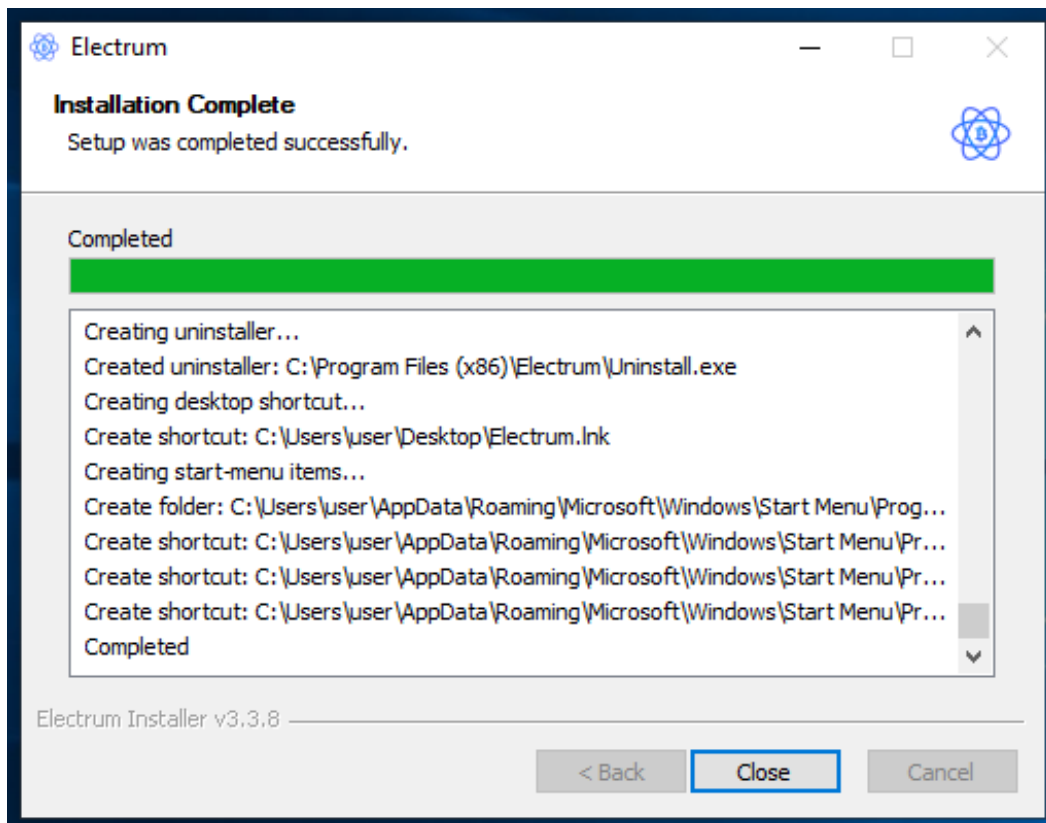 Electrum
Installation Complete
Setup was completed successfully.
Completed
Creating uninstaller...
Created uninstaller: C:\Program Files (x86)\Electrum\Uninstall.exe
Creating desktop shortcut...
Create shortcut: C:\Users\user\Desktop\Electrum.lnk
Creating start-menu items...
Create folder: C:\Users\user\AppData\Roaming\Microsoft\Windows\Start Menu\Prog...
Create shortcut: C:\Users\user\AppData\Roaming\Microsoft\Windows\Start Menu\Pr...
Create shortcut: C:\Users\user\AppData\Roaming\Microsoft\Windows\Start Menu\Pr...
Create shortcut: C:\Users\user\AppData\Roaming\Microsoft\Windows\Start Menu\Pr...
Completed
Electrum Installer v3.3.8
< Back Close Cancel